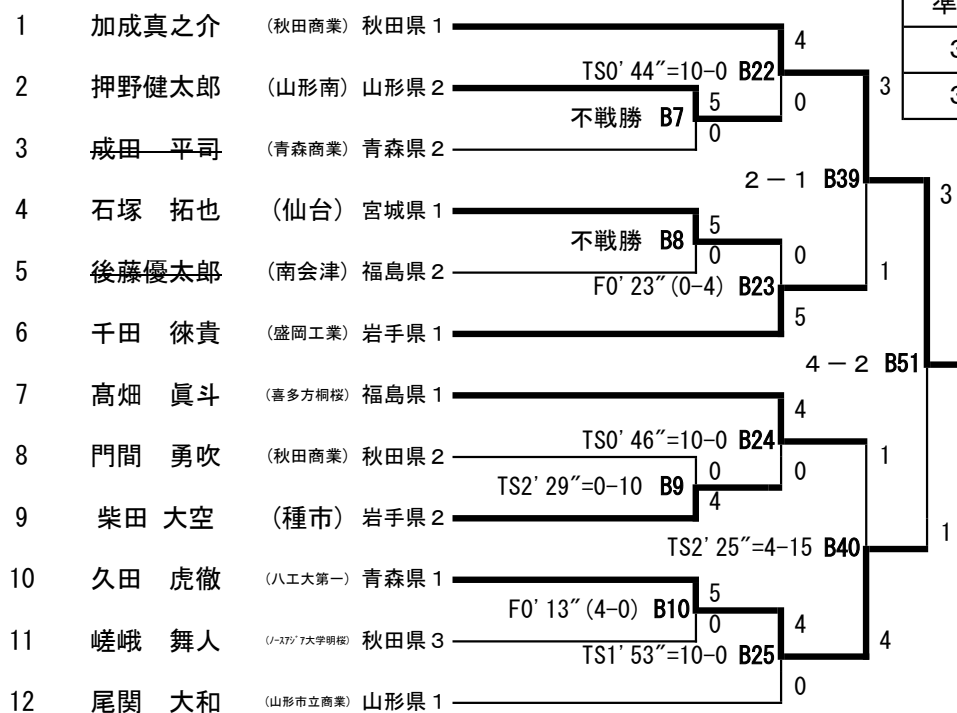 準
3
3
1 加成真之介 (秋田商業) 秋田県 1
4
TS0'44"=10-0 B22
3
2 押野健太郎 (山形南) 山形県 2
5
0
不戦勝 B7
0
3 成田 平司 (青森商業) 青森県 2
2 - 1 B39
3
4 石塚 拓也 (仙台) 宮城県 1
5
不戦勝 B8
0
0
1
5 後藤優太郎 (南会津) 福島県 2
F0'23"(0-4) B23
5
6 千田 徠貴 (盛岡工業) 岩手県 1
4 - 2 B51
7 髙畑 眞斗 (喜多方桐桜) 福島県 1
4
TS0'46"=10-0 B24
1
8 門間 勇吹 (秋田商業) 秋田県 2
0
0
TS2'29"=0-10 B9
4
9 柴田 大空 (種市) 岩手県 2
1
TS2'25"=4-15 B40
10 久田 虎徹 (八工大第一) 青森県 1
5
F0'13"(4-0) B10
0
4
4
11 嵯峨 舞人 (ノースアジア大学明桜) 秋田県 3
TS1'53"=10-0 B25
0
12 尾関 大和 (山形市立商業) 山形県 1